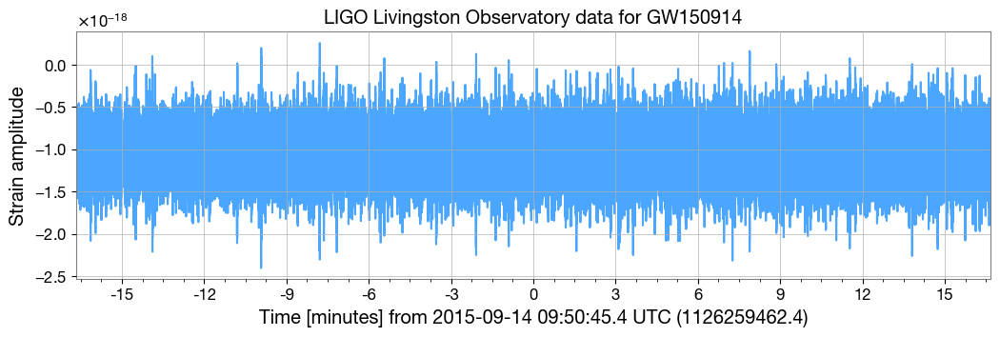 LIGO Livingston Observatory data for GW150914
×10⁻¹⁸
0.0
−0.5
−1.0
−1.5
−2.0
−2.5
Strain amplitude
-15 -12 -9 -6 -3 0 3 6 9 12 15
Time [minutes] from 2015-09-14 09:50:45.4 UTC (1126259462.4)